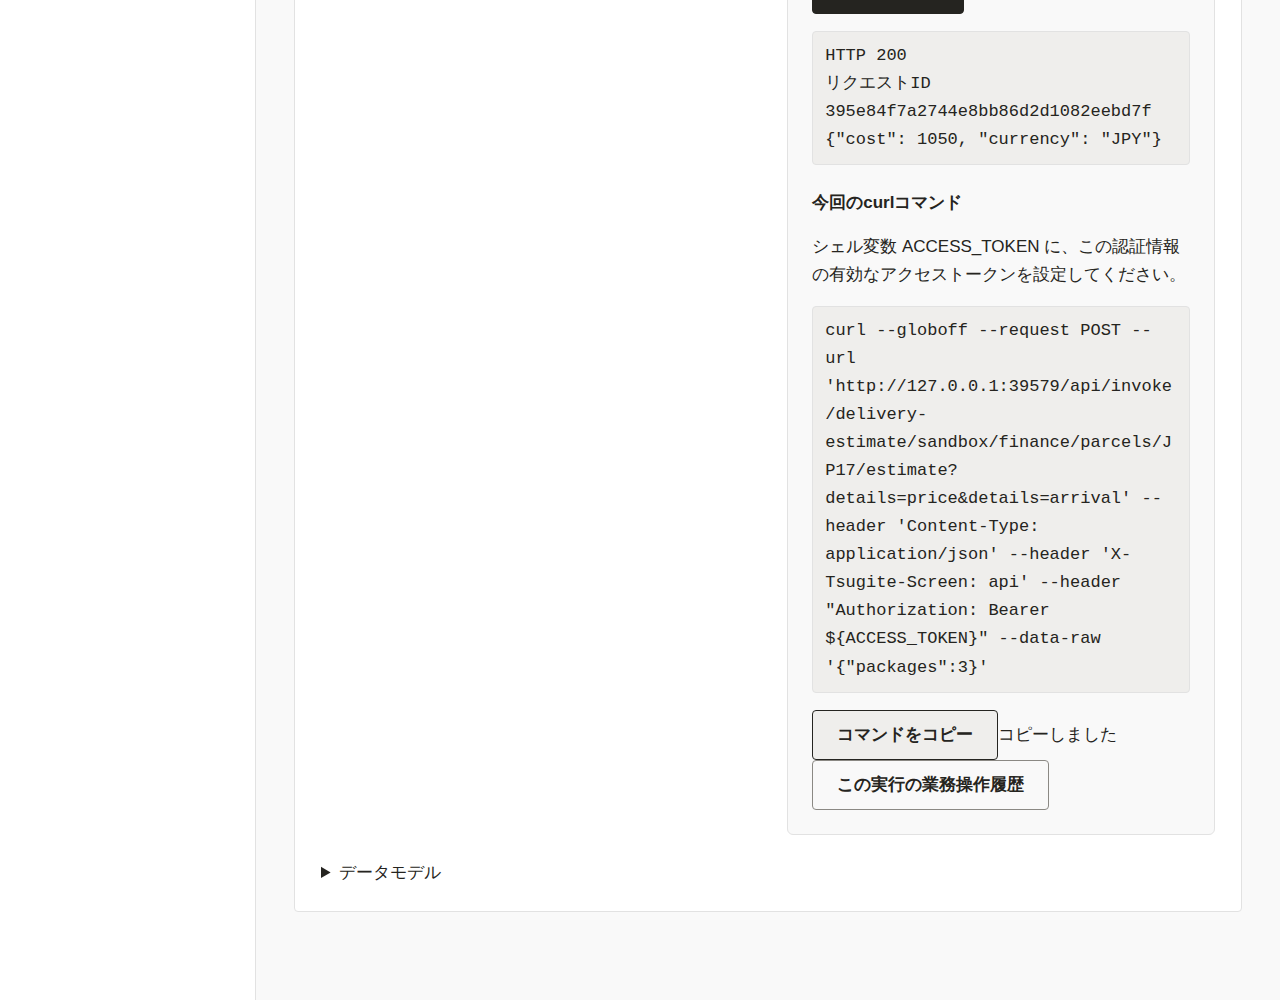 HTTP 200
リクエストID
395e84f7a2744e8bb86d2d1082eebd7f
{"cost": 1050, "currency": "JPY"}
今回のcurlコマンド
シェル変数 ACCESS_TOKEN に、この認証情報
の有効なアクセストークンを設定してください。
curl --globoff --request POST --
url
'http://127.0.0.1:39579/api/invoke
/delivery-
estimate/sandbox/finance/parcels/J
P17/estimate?
details=price&details=arrival' --
header 'Content-Type:
application/json' --header 'X-
Tsugite-Screen: api' --header
"Authorization: Bearer
${ACCESS_TOKEN}" --data-raw
'{"packages":3}'
コマンドをコピー コピーしました
この実行の業務操作履歴
▶ データモデル